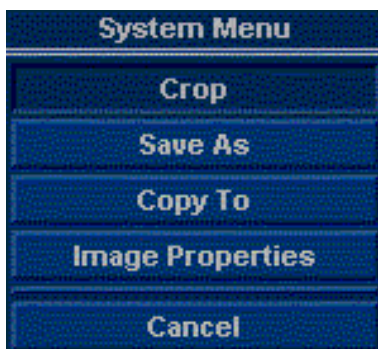 System Menu
Crop
Save As
Copy To
Image Properties
Cancel